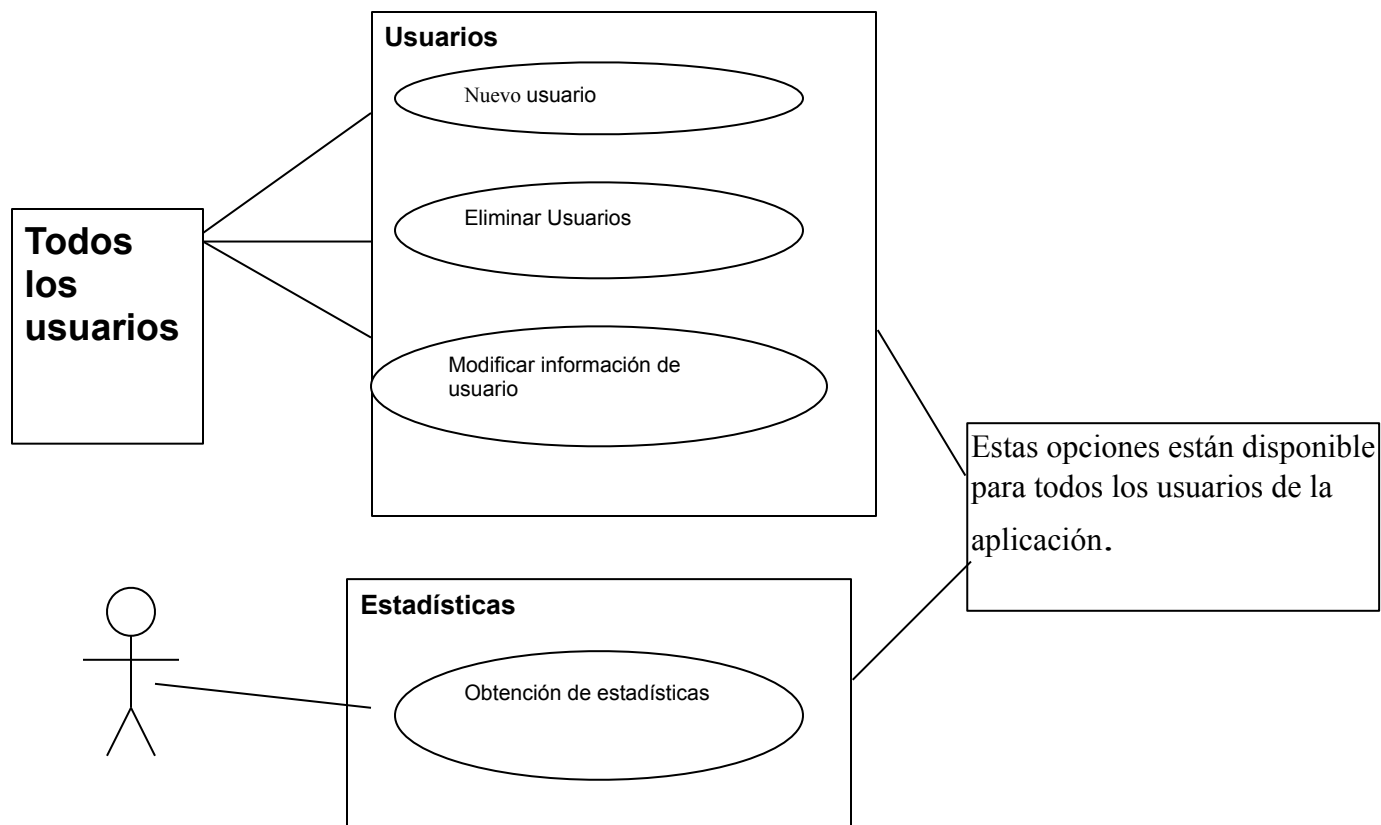 Usuarios
Nuevo usuario
Eliminar Usuarios
Modificar información de
usuario
Todos
los
usuarios
Estas opciones están disponible
para todos los usuarios de la
aplicación.
Estadísticas
Obtención de estadísticas